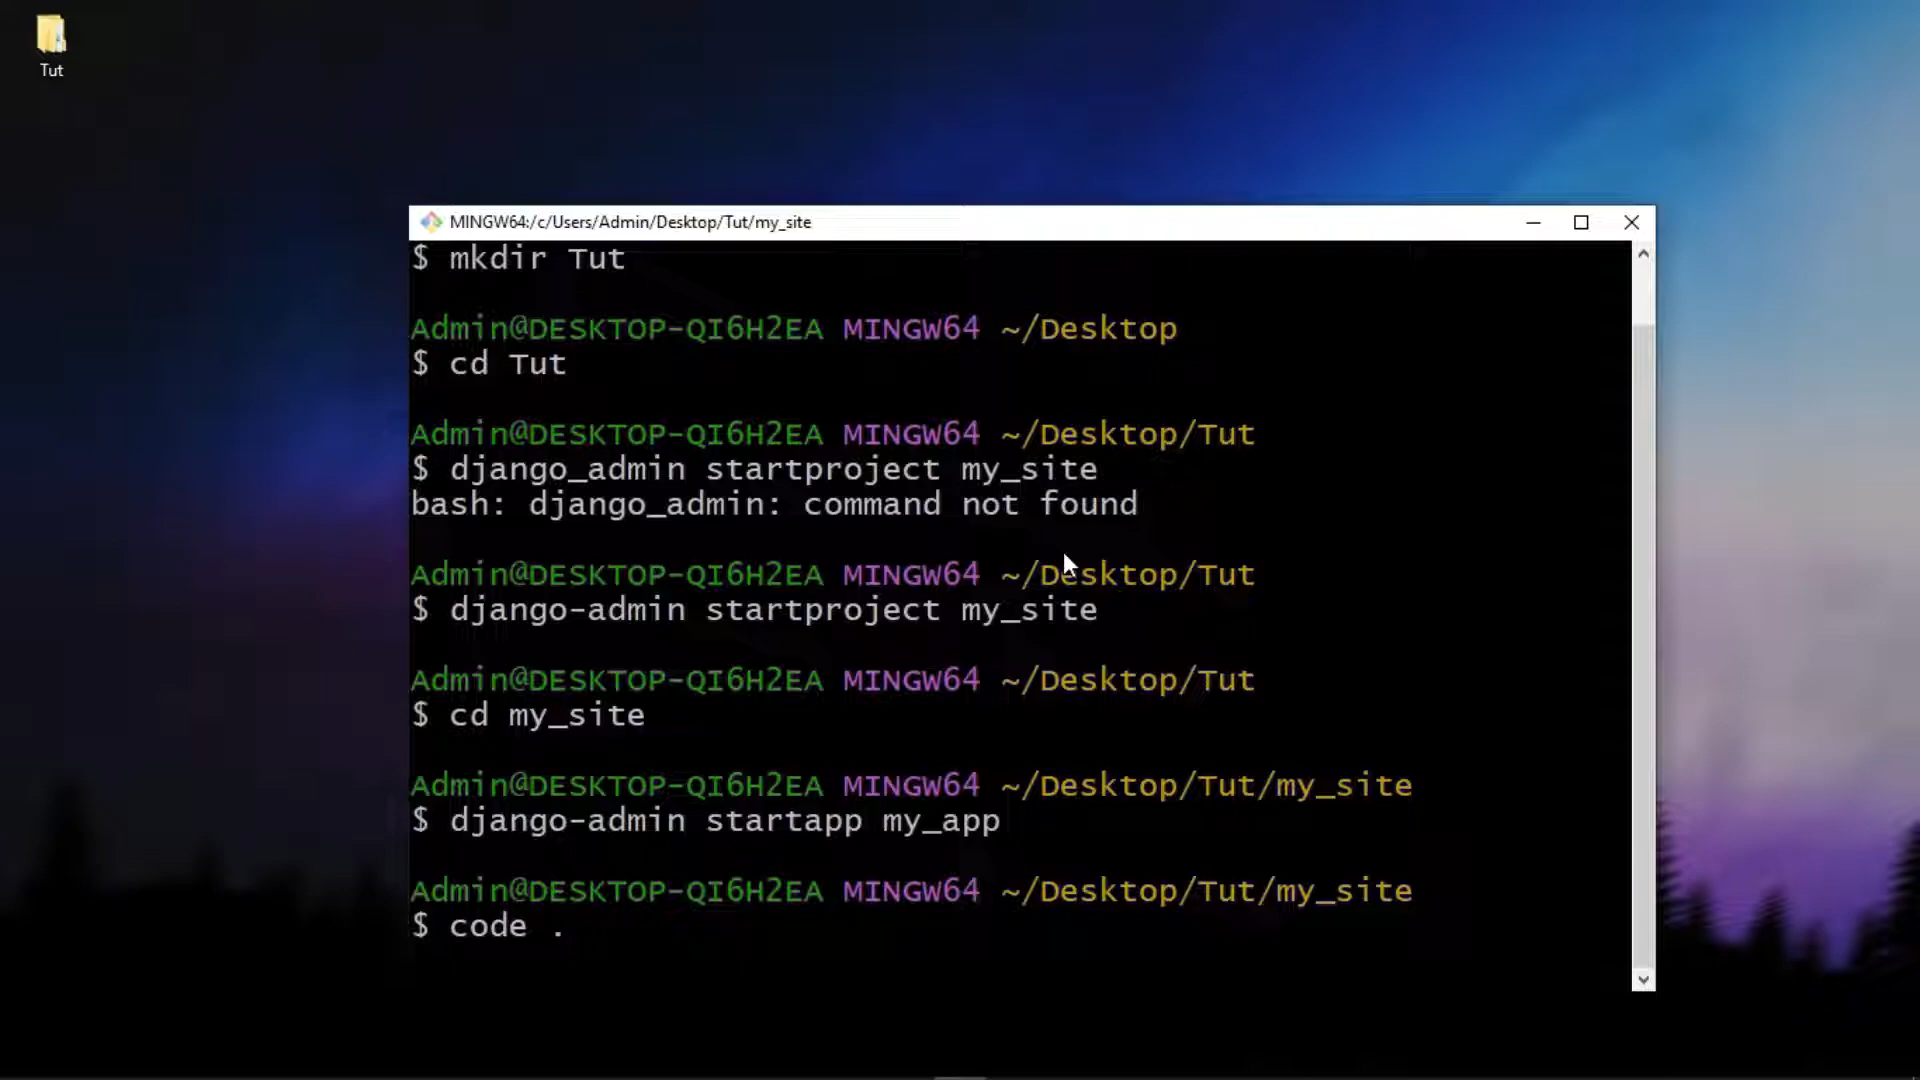 Tut
MINGW64:/c/Users/Admin/Desktop/Tut/my_site
$ mkdir Tut
Admin@DESKTOP-QI6H2EA MINGW64 ~/Desktop
$ cd Tut
Admin@DESKTOP-QI6H2EA MINGW64 ~/Desktop/Tut
$ django_admin startproject my_site
bash: django_admin: command not found
Admin@DESKTOP-QI6H2EA MINGW64 ~/Desktop/Tut
$ django-admin startproject my_site
Admin@DESKTOP-QI6H2EA MINGW64 ~/Desktop/Tut
$ cd my_site
Admin@DESKTOP-QI6H2EA MINGW64 ~/Desktop/Tut/my_site
$ django-admin startapp my_app
Admin@DESKTOP-QI6H2EA MINGW64 ~/Desktop/Tut/my_site
$ code .